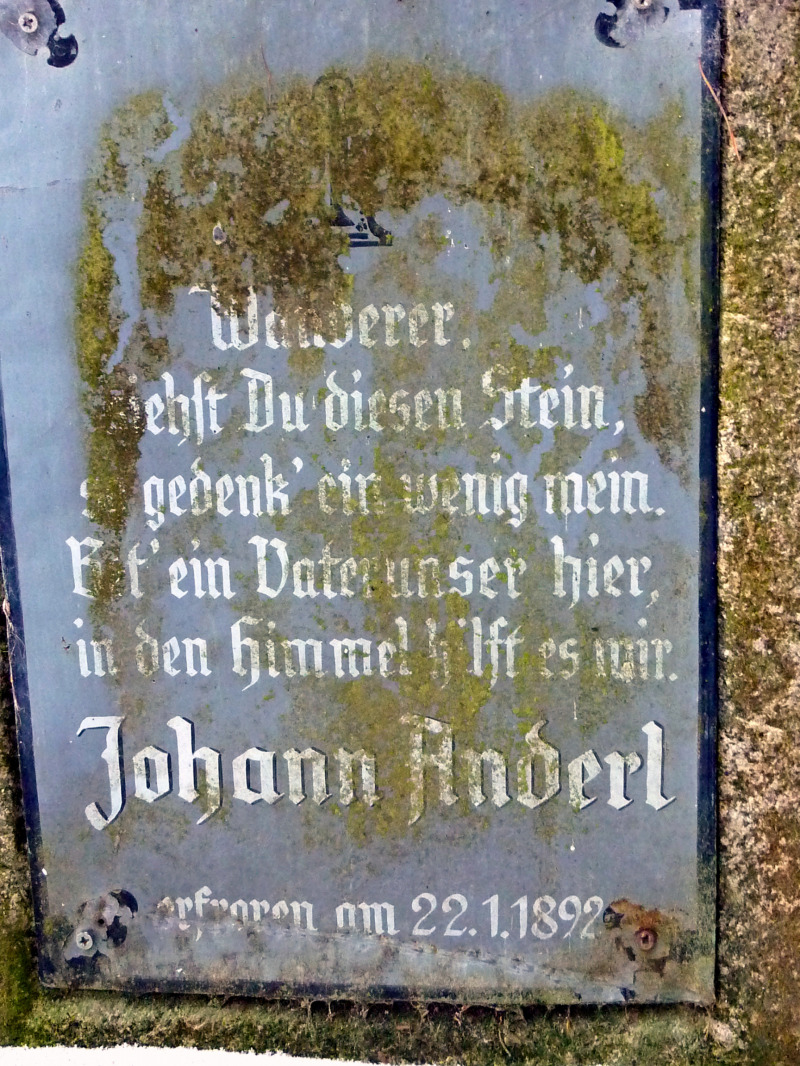 Wanderer.
siehst Du diesen Stein,
so gedenk' ein wenig mein.
Bet' ein Vaterunser hier,
in den Himmel hilft es mir.
Johann Anderl
erfroren am 22.1.1892